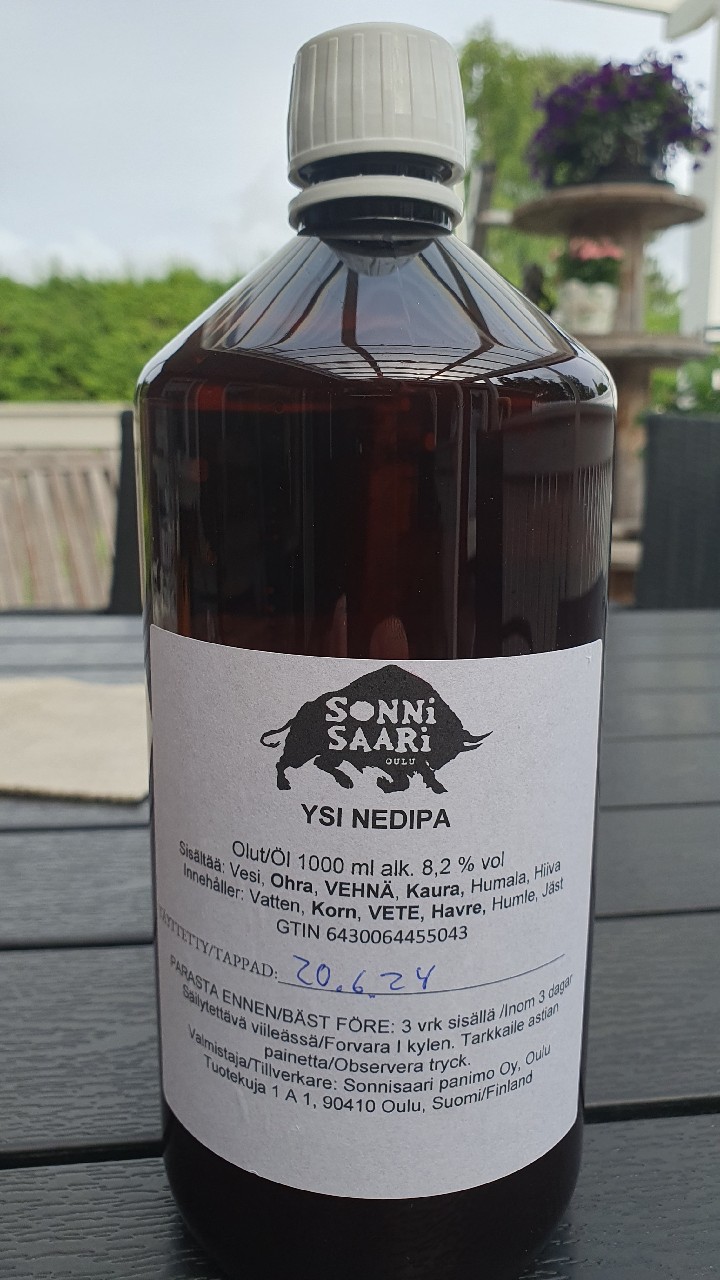 SONNi
SAARi
OULU
YSI NEDIPA
Olut/Öl 1000 ml alk. 8,2 % vol
Sisältää: Vesi, Ohra, VEHNÄ, Kaura, Humala, Hiiva
Innehåller: Vatten, Korn, VETE, Havre, Humle, Jäst
GTIN 6430064455043
TÄYTETTY/TAPPAD: 20.6.24
PARASTA ENNEN/BÄST FÖRE: 3 vrk sisällä /Inom 3 dagar
Säilytettävä viileässä/Forvara I kylen. Tarkkaile astian
painetta/Observera tryck.
Valmistaja/Tillverkare: Sonnisaari panimo Oy, Oulu
Tuotekuja 1 A 1, 90410 Oulu, Suomi/Finland